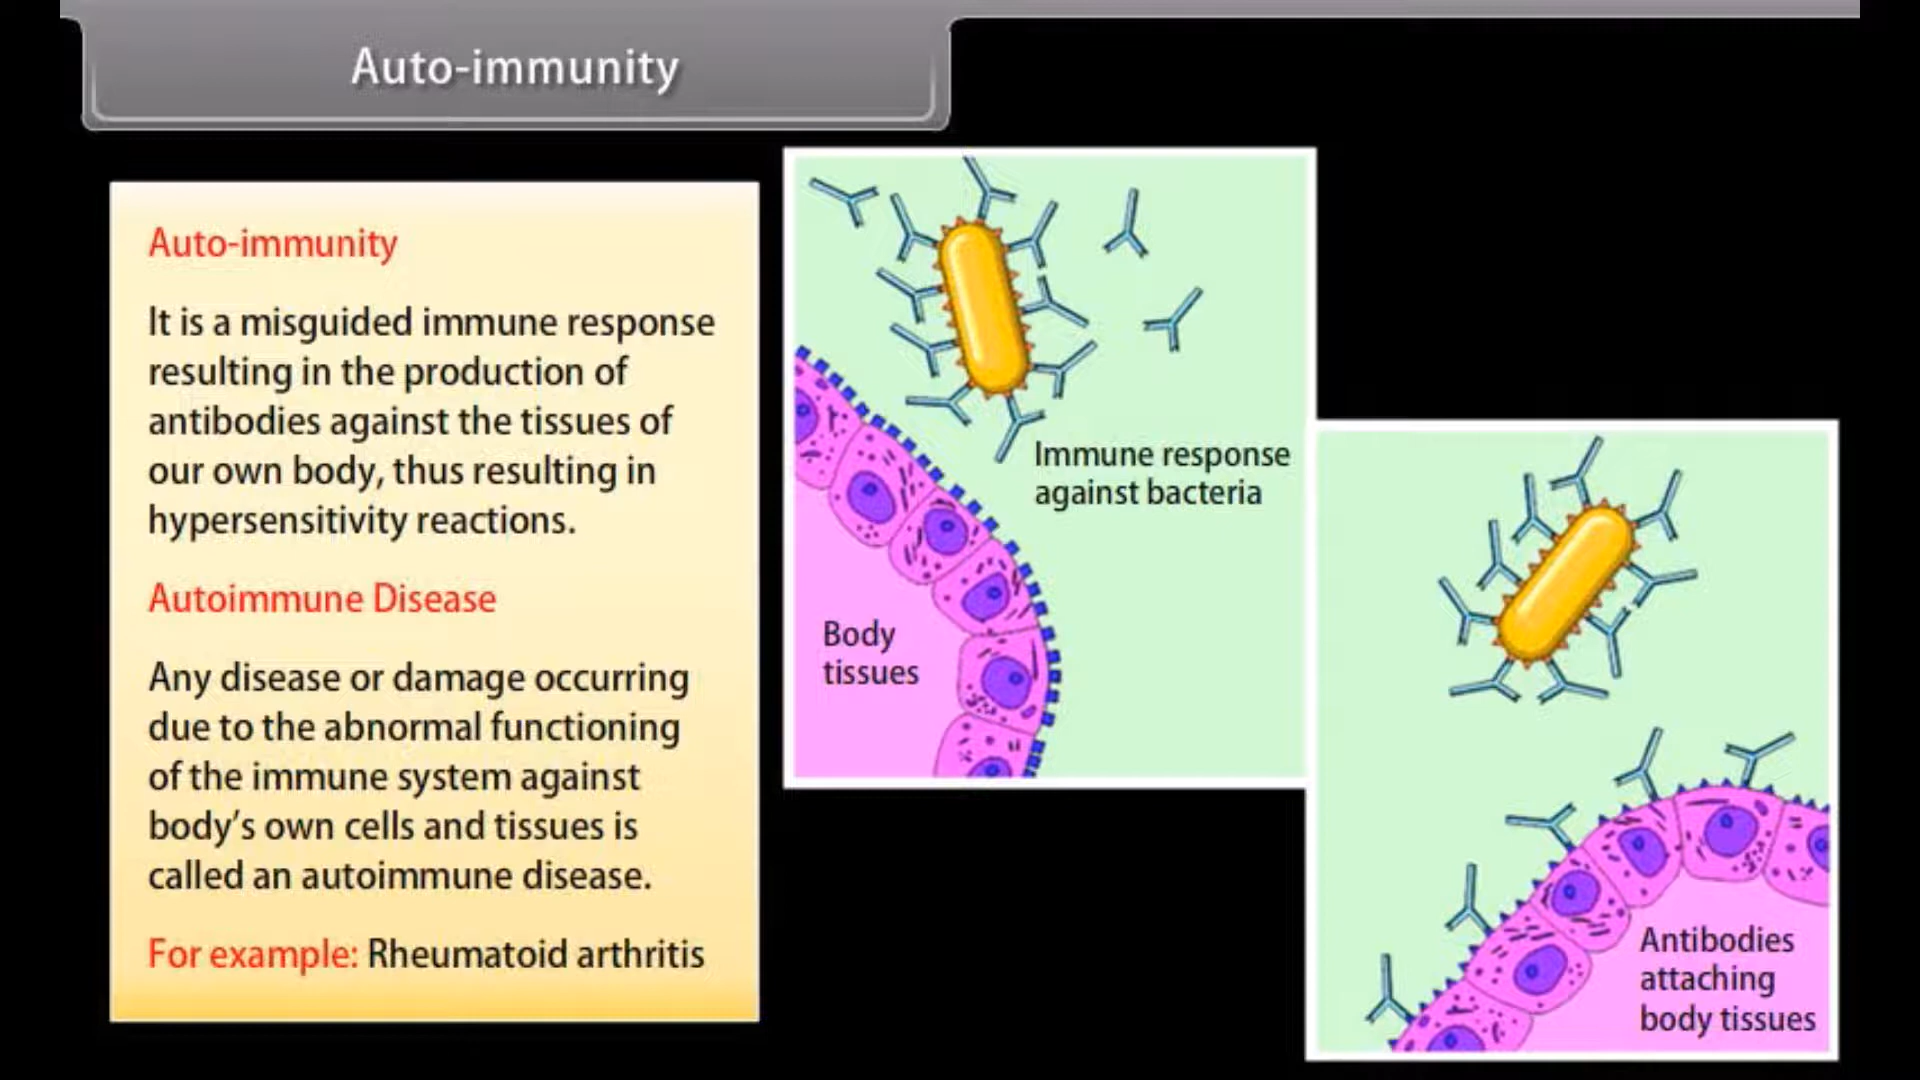 Auto-immunity
Auto-immunity
It is a misguided immune response
resulting in the production of
antibodies against the tissues of
our own body, thus resulting in
hypersensitivity reactions.
Autoimmune Disease
Any disease or damage occurring
due to the abnormal functioning
of the immune system against
body’s own cells and tissues is
called an autoimmune disease.
For example: Rheumatoid arthritis
Immune response
against bacteria
Body
tissues
Antibodies
attaching
body tissues